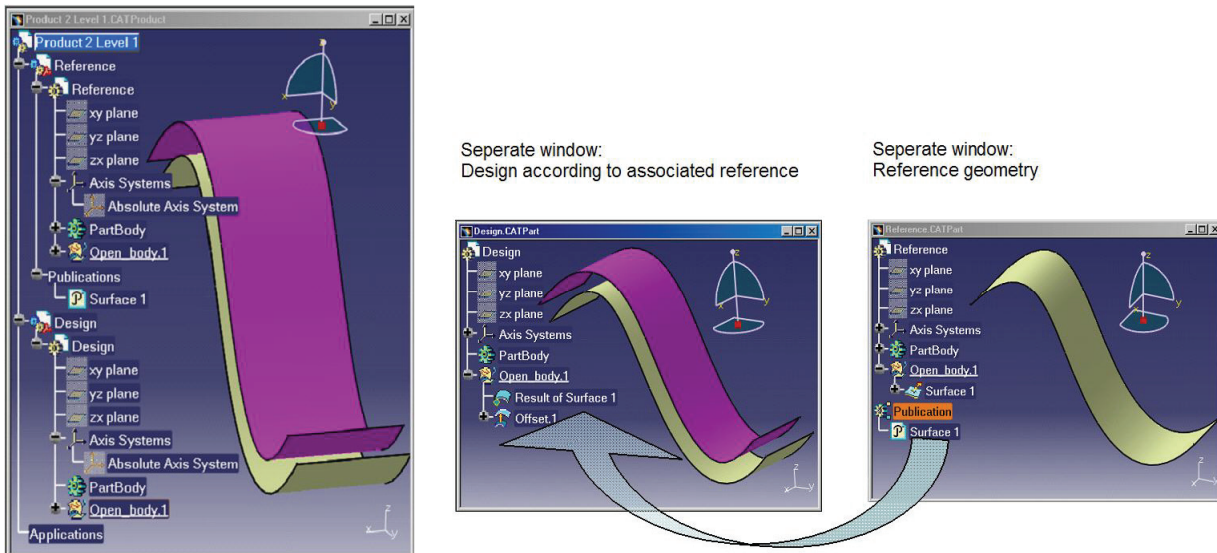 Product 2 Level 1.CATProduct
Product 2 Level 1
Reference
Reference
xy plane
yz plane
zx plane
Axis Systems
Absolute Axis System
PartBody
Open_body.1
Publications
Surface 1
Design
Design
xy plane
yz plane
zx plane
Axis Systems
Absolute Axis System
PartBody
Open_body.1
Applications
z
x
y
z
x
y
Seperate window:
Design according to associated reference
Design.CATPart
Design
xy plane
yz plane
zx plane
Axis Systems
PartBody
Open_body.1
Result of Surface 1
Offset.1
z
x
y
z
x
y
Seperate window:
Reference geometry
Reference.CATPart
Reference
xy plane
yz plane
zx plane
Axis Systems
PartBody
Open_body.1
Surface 1
Publication
Surface 1
z
x
y
z
x
y